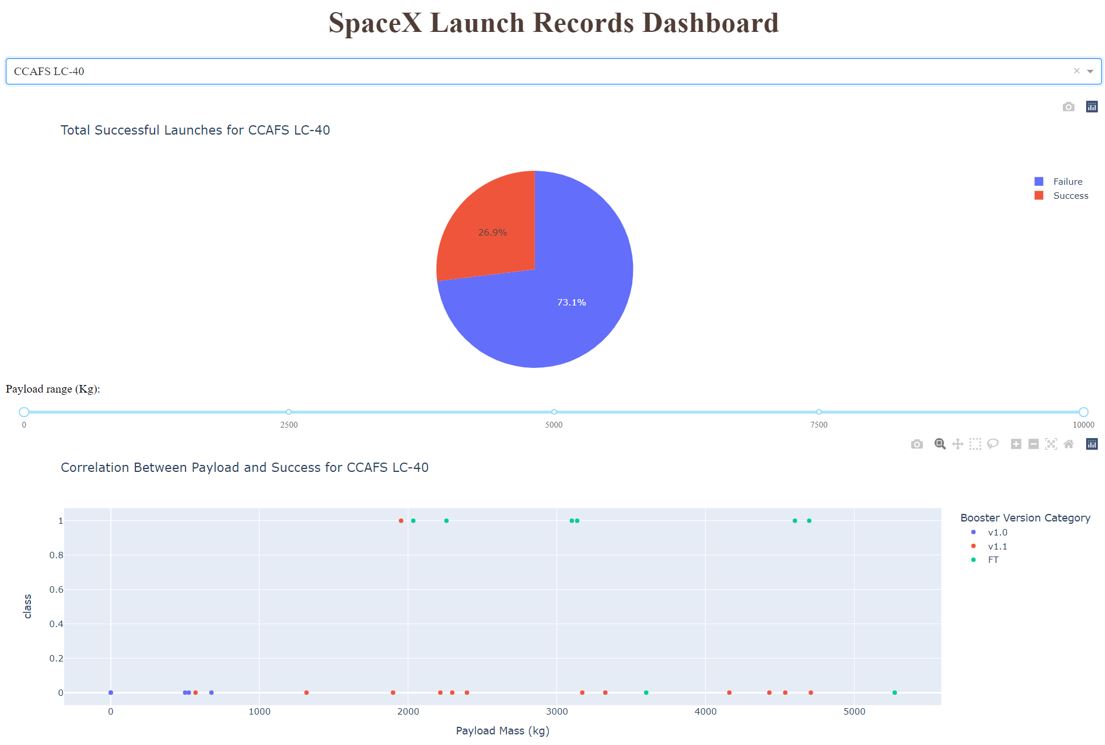 SpaceX Launch Records Dashboard
CCAFS LC-40
Total Successful Launches for CCAFS LC-40
Failure
Success
26.9%
73.1%
Payload range (Kg):
0 2500 5000 7500 10000
Correlation Between Payload and Success for CCAFS LC-40
Booster Version Category
v1.0
v1.1
FT
1
0.8
0.6
0.4
0.2
0
class
0 1000 2000 3000 4000 5000
Payload Mass (kg)